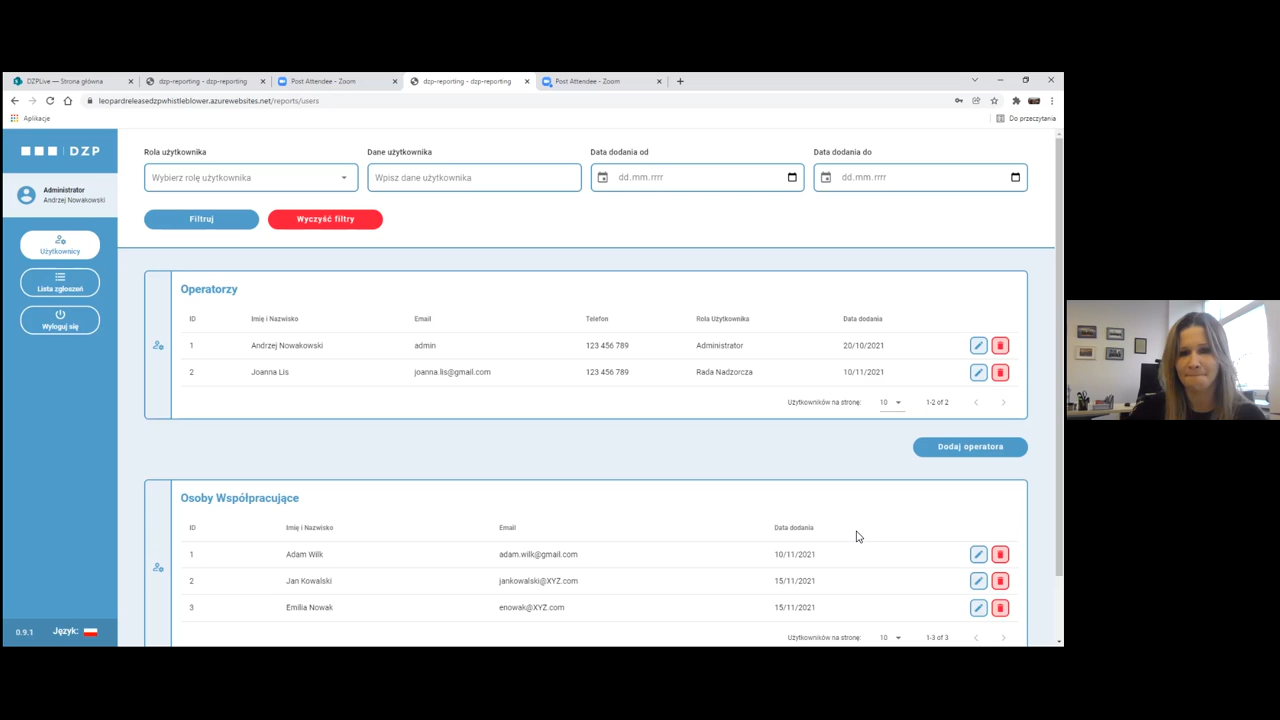 DZPLive — Strona główna
dzp-reporting - dzp-reporting
Post Attendee - Zoom
dzp-reporting - dzp-reporting
Post Attendee - Zoom
leopardreleasedzpwhistleblower.azurewebsites.net/reports/users
Aplikacje
Do przeczytania
DZP
Administrator
Andrzej Nowakowski
Użytkownicy
Lista zgłoszeń
Wyloguj się
0.9.1 Język:
Rola użytkownika Dane użytkownika Data dodania od Data dodania do
Wybierz rolę użytkownika Wpisz dane użytkownika dd.mm.rrrr dd.mm.rrrr
Filtruj Wyczyść filtry
Operatorzy
ID Imię i Nazwisko Email Telefon Rola Użytkownika Data dodania
1 Andrzej Nowakowski admin 123 456 789 Administrator 20/10/2021
2 Joanna Lis joanna.lis@gmail.com 123 456 789 Rada Nadzorcza 10/11/2021
Użytkowników na stronę: 10 1-2 of 2
Dodaj operatora
Osoby Współpracujące
ID Imię i Nazwisko Email Data dodania
1 Adam Wilk adam.wilk@gmail.com 10/11/2021
2 Jan Kowalski jankowalski@XYZ.com 15/11/2021
3 Emilia Nowak enowak@XYZ.com 15/11/2021
Użytkowników na stronę: 10 1-3 of 3